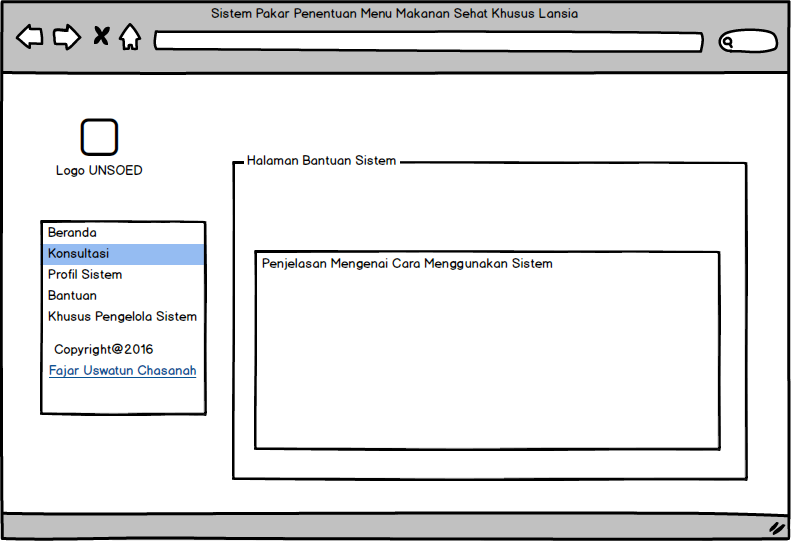 Sistem Pakar Penentuan Menu Makanan Sehat Khusus Lansia
Logo UNSOED
Halaman Bantuan Sistem
Beranda
Konsultasi
Profil Sistem
Bantuan
Khusus Pengelola Sistem
Copyright@2016
Fajar Uswatun Chasanah
Penjelasan Mengenai Cara Menggunakan Sistem